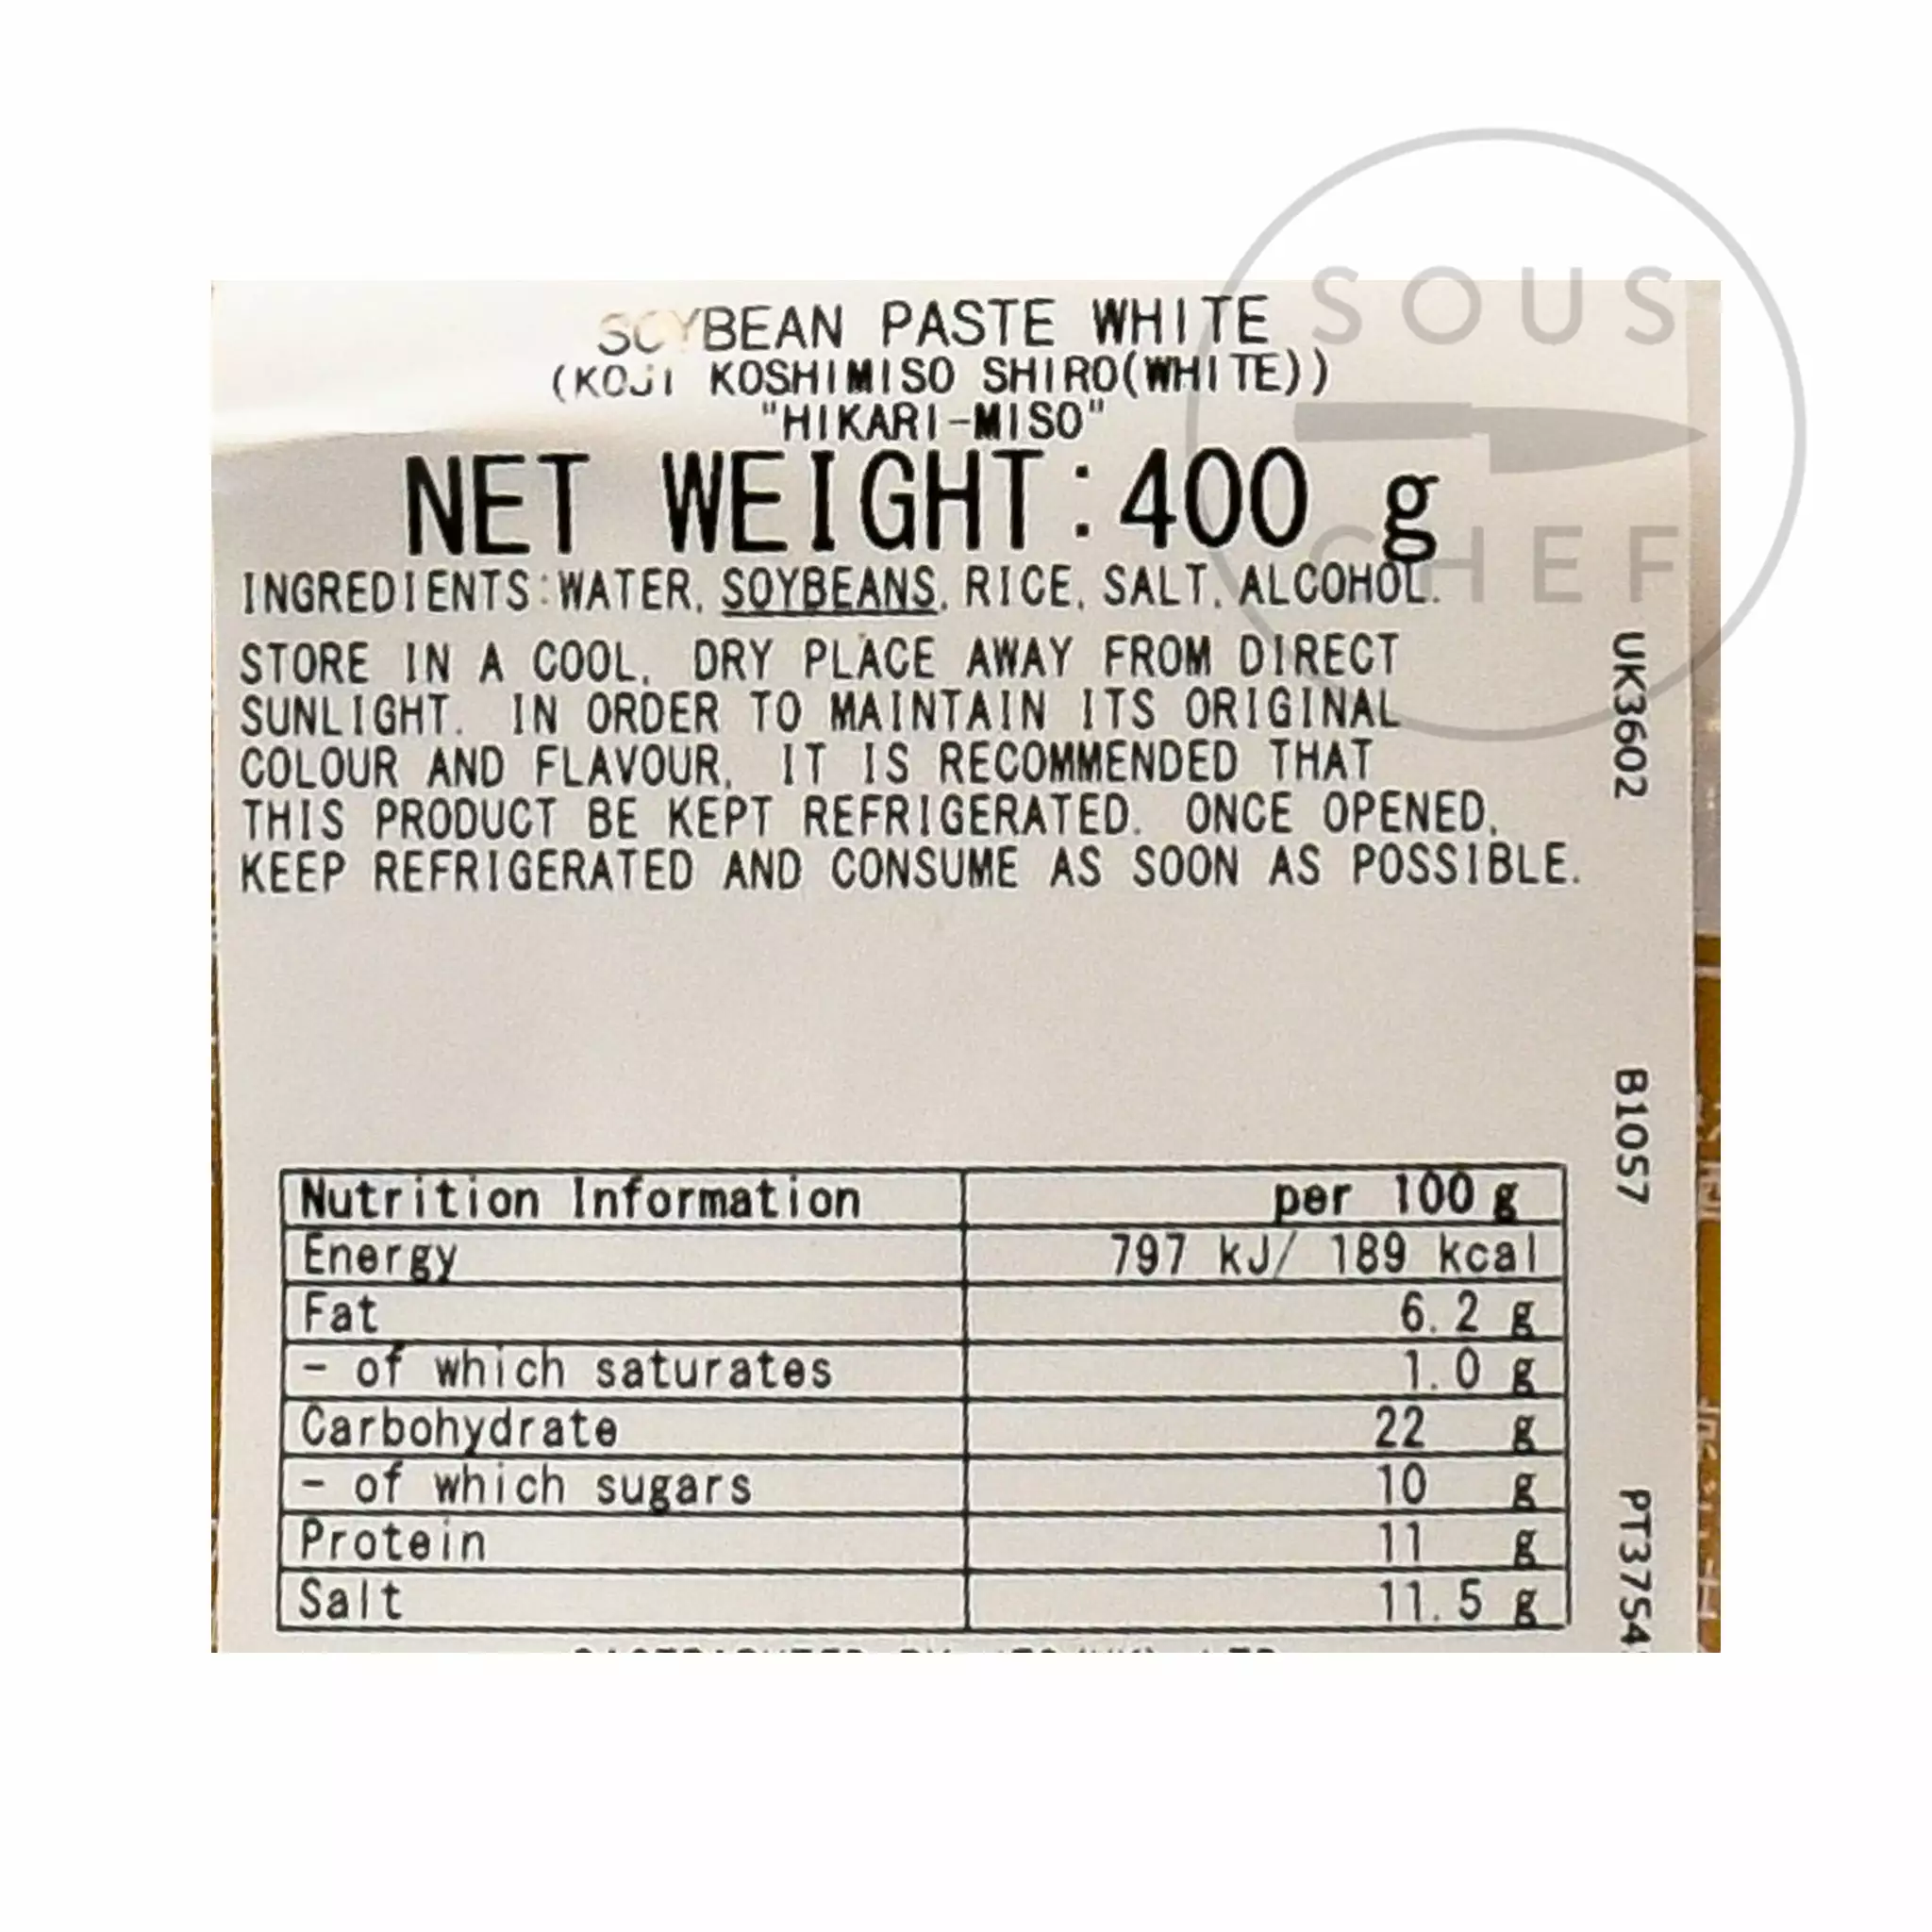 SOUS
CHEF
SOYBEAN PASTE WHITE
(KOJI KOSHIMISO SHIRO(WHITE))
"HIKARI-MISO"
NET WEIGHT:400 g
INGREDIENTS:WATER, SOYBEANS, RICE, SALT, ALCOHOL.
STORE IN A COOL, DRY PLACE AWAY FROM DIRECT
SUNLIGHT. IN ORDER TO MAINTAIN ITS ORIGINAL
COLOUR AND FLAVOUR, IT IS RECOMMENDED THAT
THIS PRODUCT BE KEPT REFRIGERATED. ONCE OPENED,
KEEP REFRIGERATED AND CONSUME AS SOON AS POSSIBLE.
UK3602
B1057
PT3754
Nutrition Information per 100 g
Energy 797 kJ/ 189 kcal
Fat 6.2 g
- of which saturates 1.0 g
Carbohydrate 22 g
- of which sugars 10 g
Protein 11 g
Salt 11.5 g